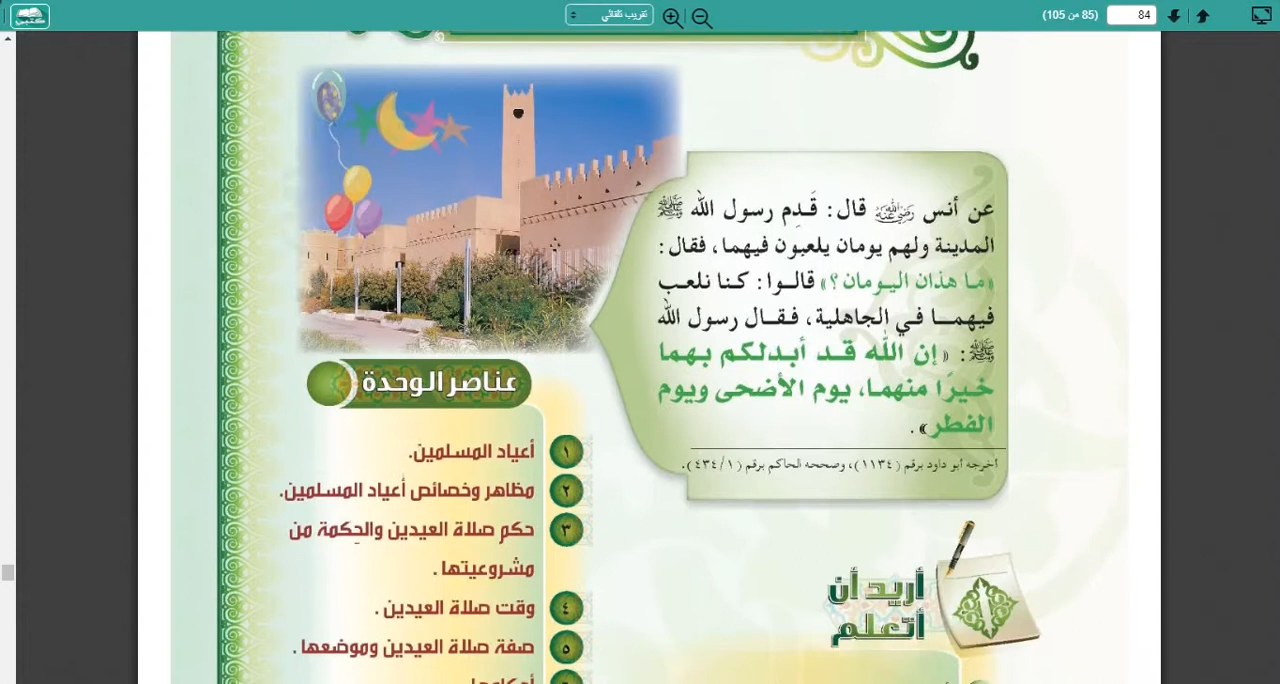 كتبي
تقريب تلقائي
84
(85 من 105)
عن أنس رضي الله عنه قال: قَدِم رسول الله ﷺ
المدينة ولهم يومان يلعبون فيهما، فقال:
«ما هذان اليومان؟» قالوا: كنا نلعب
فيهما في الجاهلية، فقال رسول الله
ﷺ: «إن الله قد أبدلكم بهما
خيرًا منهما، يوم الأضحى ويوم
الفطر».
أخرجه أبو داود برقم (١١٣٤)، وصححه الحاكم برقم (٤٣٤/١).
عناصر الوحدة
١ أعياد المسلمين.
٢ مظاهر وخصائص أعياد المسلمين.
٣ حكم صلاة العيدين والحِكمة من
مشروعيتها.
٤ وقت صلاة العيدين.
٥ صفة صلاة العيدين وموضعها.
أريد أن
أتعلم